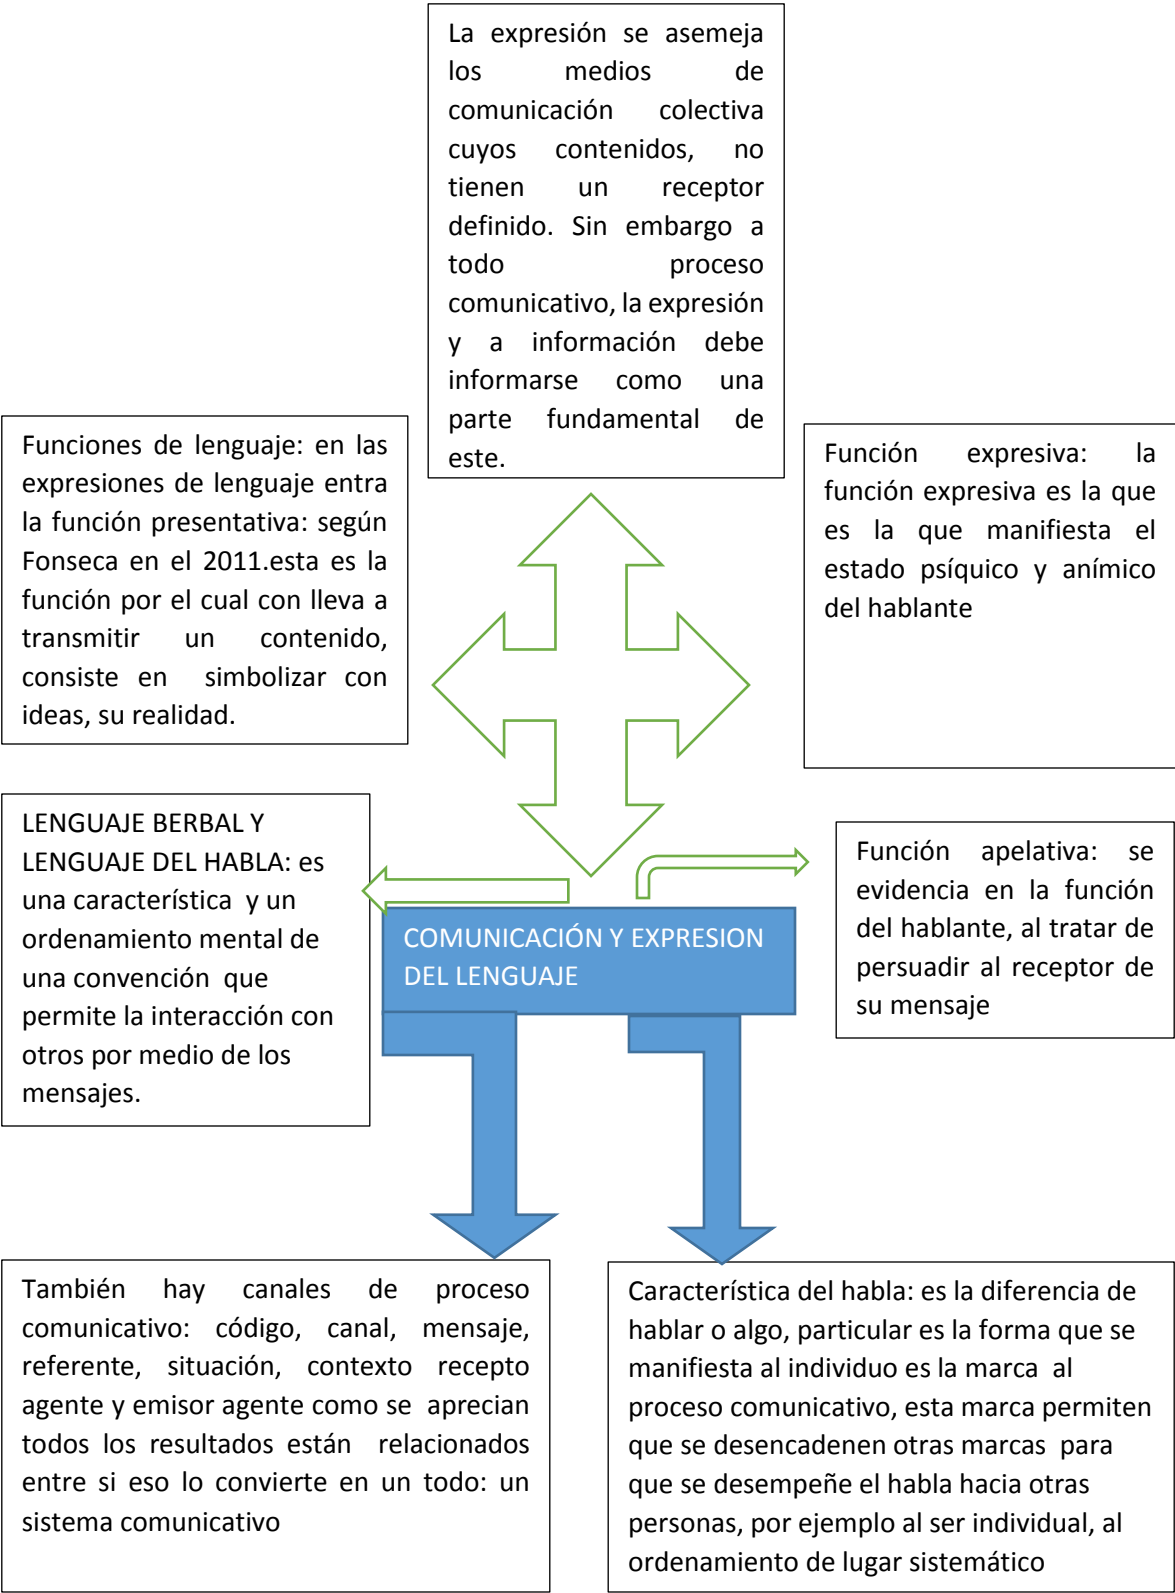 La expresión se asemeja
los medios de
comunicación colectiva
cuyos contenidos, no
tienen un receptor
definido. Sin embargo a
todo proceso
comunicativo, la expresión
y a información debe
informarse como una
parte fundamental de
este.
Funciones de lenguaje: en las
expresiones de lenguaje entra
la función presentativa: según
Fonseca en el 2011.esta es la
función por el cual con lleva a
transmitir un contenido,
consiste en simbolizar con
ideas, su realidad.
Función expresiva: la
función expresiva es la que
es la que manifiesta el
estado psíquico y anímico
del hablante
LENGUAJE BERBAL Y
LENGUAJE DEL HABLA: es
una característica y un
ordenamiento mental de
una convención que
permite la interacción con
otros por medio de los
mensajes.
Función apelativa: se
evidencia en la función
del hablante, al tratar de
persuadir al receptor de
su mensaje
COMUNICACIÓN Y EXPRESION
DEL LENGUAJE
También hay canales de proceso
comunicativo: código, canal, mensaje,
referente, situación, contexto recepto
agente y emisor agente como se aprecian
todos los resultados están relacionados
entre si eso lo convierte en un todo: un
sistema comunicativo
Característica del habla: es la diferencia de
hablar o algo, particular es la forma que se
manifiesta al individuo es la marca al
proceso comunicativo, esta marca permiten
que se desencadenen otras marcas para
que se desempeñe el habla hacia otras
personas, por ejemplo al ser individual, al
ordenamiento de lugar sistemático